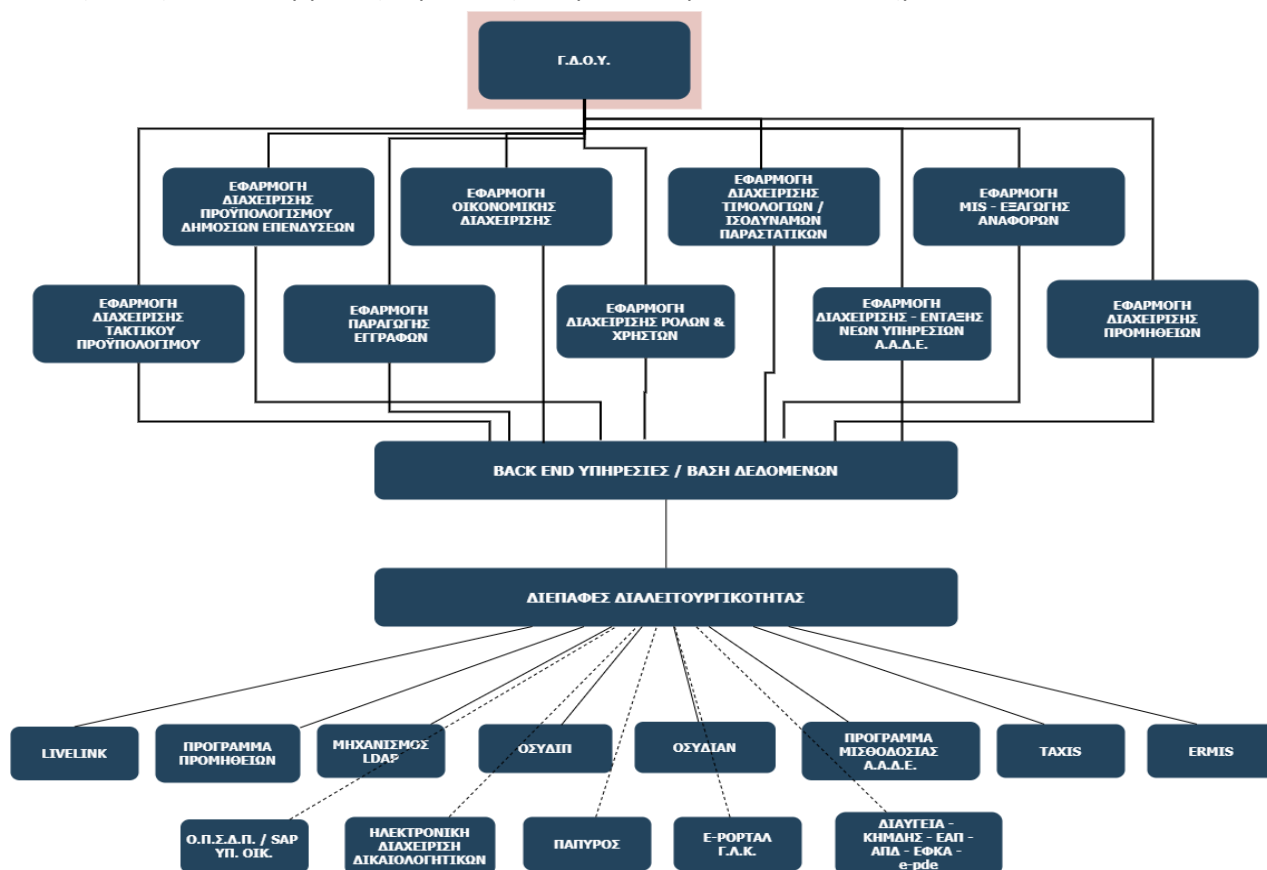 Γ.Δ.Ο.Υ.
ΕΦΑΡΜΟΓΗ
ΔΙΑΧΕΙΡΙΣΗΣ
ΠΡΟΫΠΟΛΟΓΙΣΜΟΥ
ΔΗΜΟΣΙΩΝ ΕΠΕΝΔΥΣΕΩΝ
ΕΦΑΡΜΟΓΗ
ΟΙΚΟΝΟΜΙΚΗΣ
ΔΙΑΧΕΙΡΙΣΗΣ
ΕΦΑΡΜΟΓΗ
ΔΙΑΧΕΙΡΙΣΗΣ
ΤΙΜΟΛΟΓΙΩΝ /
ΙΣΟΔΥΝΑΜΩΝ
ΠΑΡΑΣΤΑΤΙΚΩΝ
ΕΦΑΡΜΟΓΗ
MIS - ΕΞΑΓΩΓΗΣ
ΑΝΑΦΟΡΩΝ
ΕΦΑΡΜΟΓΗ
ΔΙΑΧΕΙΡΙΣΗΣ
ΤΑΚΤΙΚΟΥ
ΠΡΟΫΠΟΛΟΓΙΜΟΥ
ΕΦΑΡΜΟΓΗ
ΠΑΡΑΓΩΓΗΣ
ΕΓΓΡΑΦΩΝ
ΕΦΑΡΜΟΓΗ
ΔΙΑΧΕΙΡΙΣΗΣ ΡΟΛΩΝ &
ΧΡΗΣΤΩΝ
ΕΦΑΡΜΟΓΗ
ΔΙΑΧΕΙΡΙΣΗΣ - ΕΝΤΑΞΗΣ
ΝΕΩΝ ΥΠΗΡΕΣΙΩΝ
Α.Α.Δ.Ε.
ΕΦΑΡΜΟΓΗ
ΔΙΑΧΕΙΡΙΣΗΣ
ΠΡΟΜΗΘΕΙΩΝ
BACK END ΥΠΗΡΕΣΙΕΣ / ΒΑΣΗ ΔΕΔΟΜΕΝΩΝ
ΔΙΕΠΑΦΕΣ ΔΙΑΛΕΙΤΟΥΡΓΙΚΟΤΗΤΑΣ
LIVELINK
ΠΡΟΓΡΑΜΜΑ
ΠΡΟΜΗΘΕΙΩΝ
ΜΗΧΑΝΙΣΜΟΣ
LDAP
ΟΣΥΔΙΠ
ΟΣΥΔΙΑΝ
ΠΡΟΓΡΑΜΜΑ
ΜΙΣΘΟΔΟΣΙΑΣ
Α.Α.Δ.Ε.
TAXIS
ERMIS
Ο.Π.Σ.Δ.Π. / SAP
ΥΠ. ΟΙΚ.
ΗΛΕΚΤΡΟΝΙΚΗ
ΔΙΑΧΕΙΡΙΣΗ
ΔΙΚΑΙΟΛΟΓΗΤΙΚΩΝ
ΠΑΠΥΡΟΣ
E-PORTAL
Γ.Λ.Κ.
ΔΙΑΥΓΕΙΑ -
ΚΗΜΔΗΣ - ΕΑΠ -
ΑΠΔ - ΕΦΚΑ -
e-pde